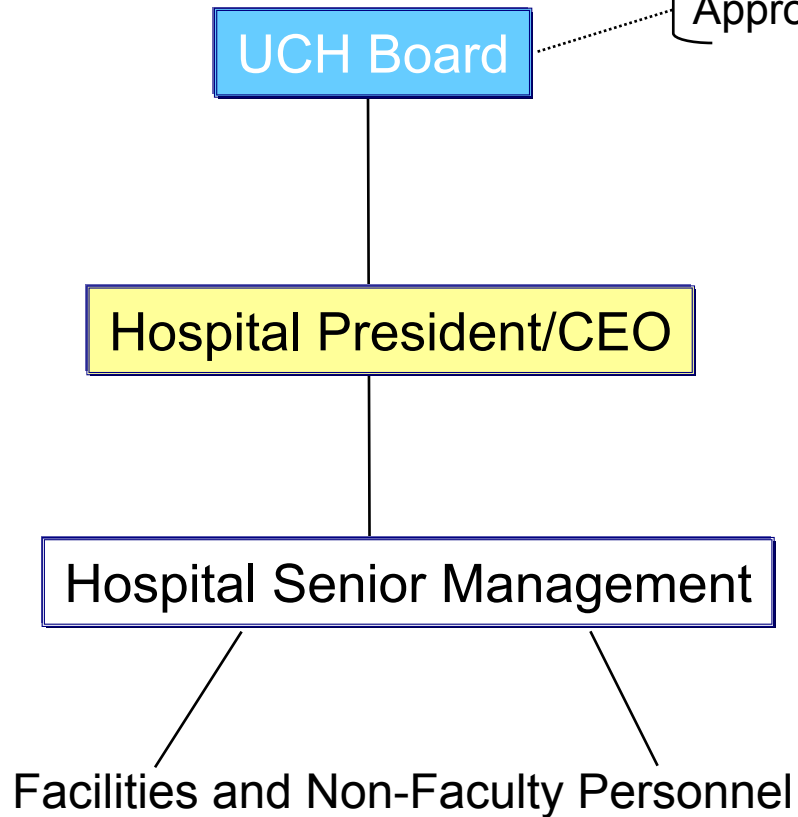 UCH Board
Hospital President/CEO
Hospital Senior Management
Facilities and Non-Faculty Personnel